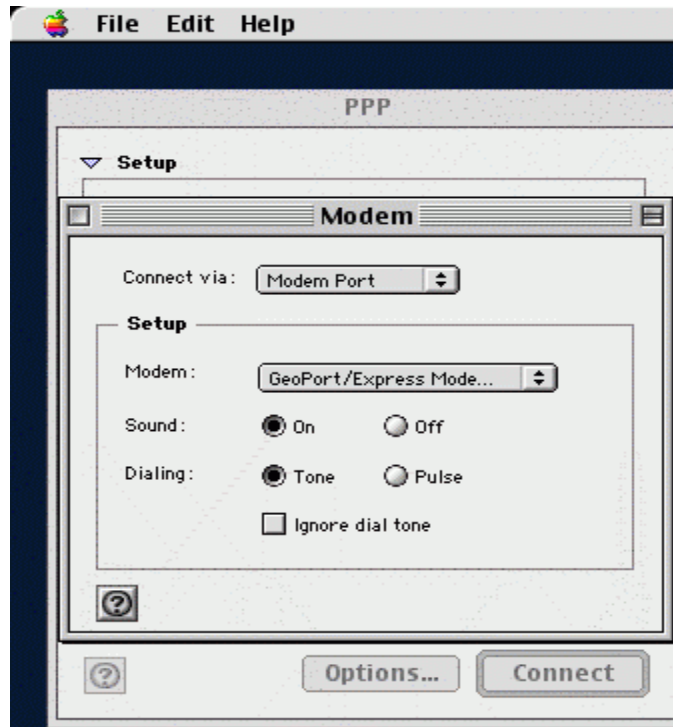 File Edit Help
PPP
Setup
Modem
Connect via: Modem Port
Setup
Modem: GeoPort/Express Mode...
Sound: On Off
Dialing: Tone Pulse
Ignore dial tone
?
? Options... Connect